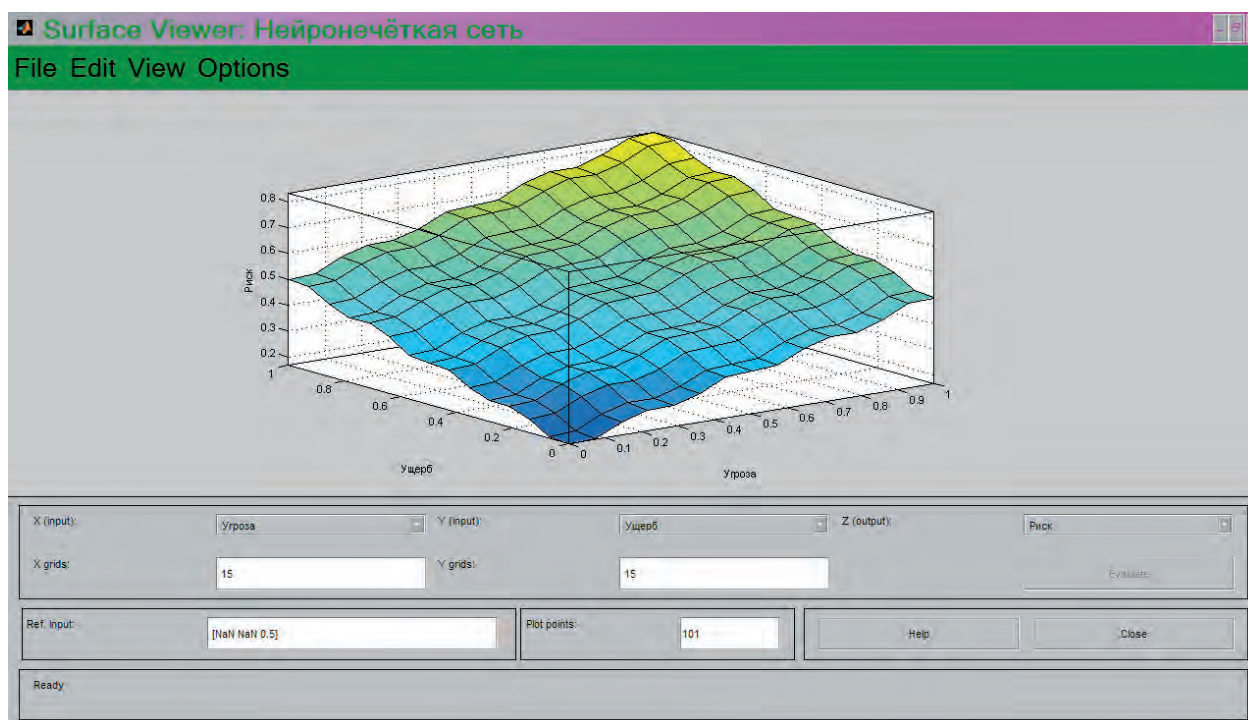 Surface Viewer: Нейронечёткая сеть
File Edit View Options
0.8
0.7
0.6
0.5
0.4
0.3
0.2
Риск
1
0.8
0.6
0.4
0.2
0
Ущерб
0
0.1
0.2
0.3
0.4
0.5
0.6
0.7
0.8
0.9
1
Угроза
X (input): Угроза Y (input): Ущерб Z (output): Риск
X grids: 15 Y grids: 15 Evaluate
Ref. Input: [NaN NaN 0.5] Plot points: 101 Help Close
Ready